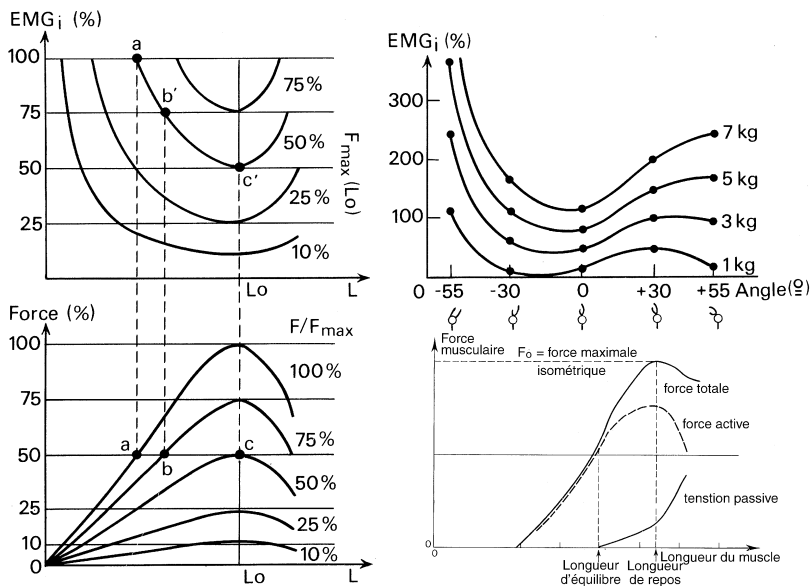 EMGi (%)
100
75
50
25
a
b′
c′
75%
50%
25%
10%
Fmax (Lo)
Lo
L
Force (%)
F/Fmax
100
75
50
25
10
0
a
b
c
100%
75%
50%
25%
10%
Lo
L
EMGi (%)
300
200
100
7 kg
5 kg
3 kg
1 kg
0 -55 -30 0 +30 +55 Angle(º)
Force
musculaire
Fo = force maximale
isométrique
force totale
force active
tension passive
0
0
Longueur
d'équilibre
Longueur
de repos
Longueur du muscle